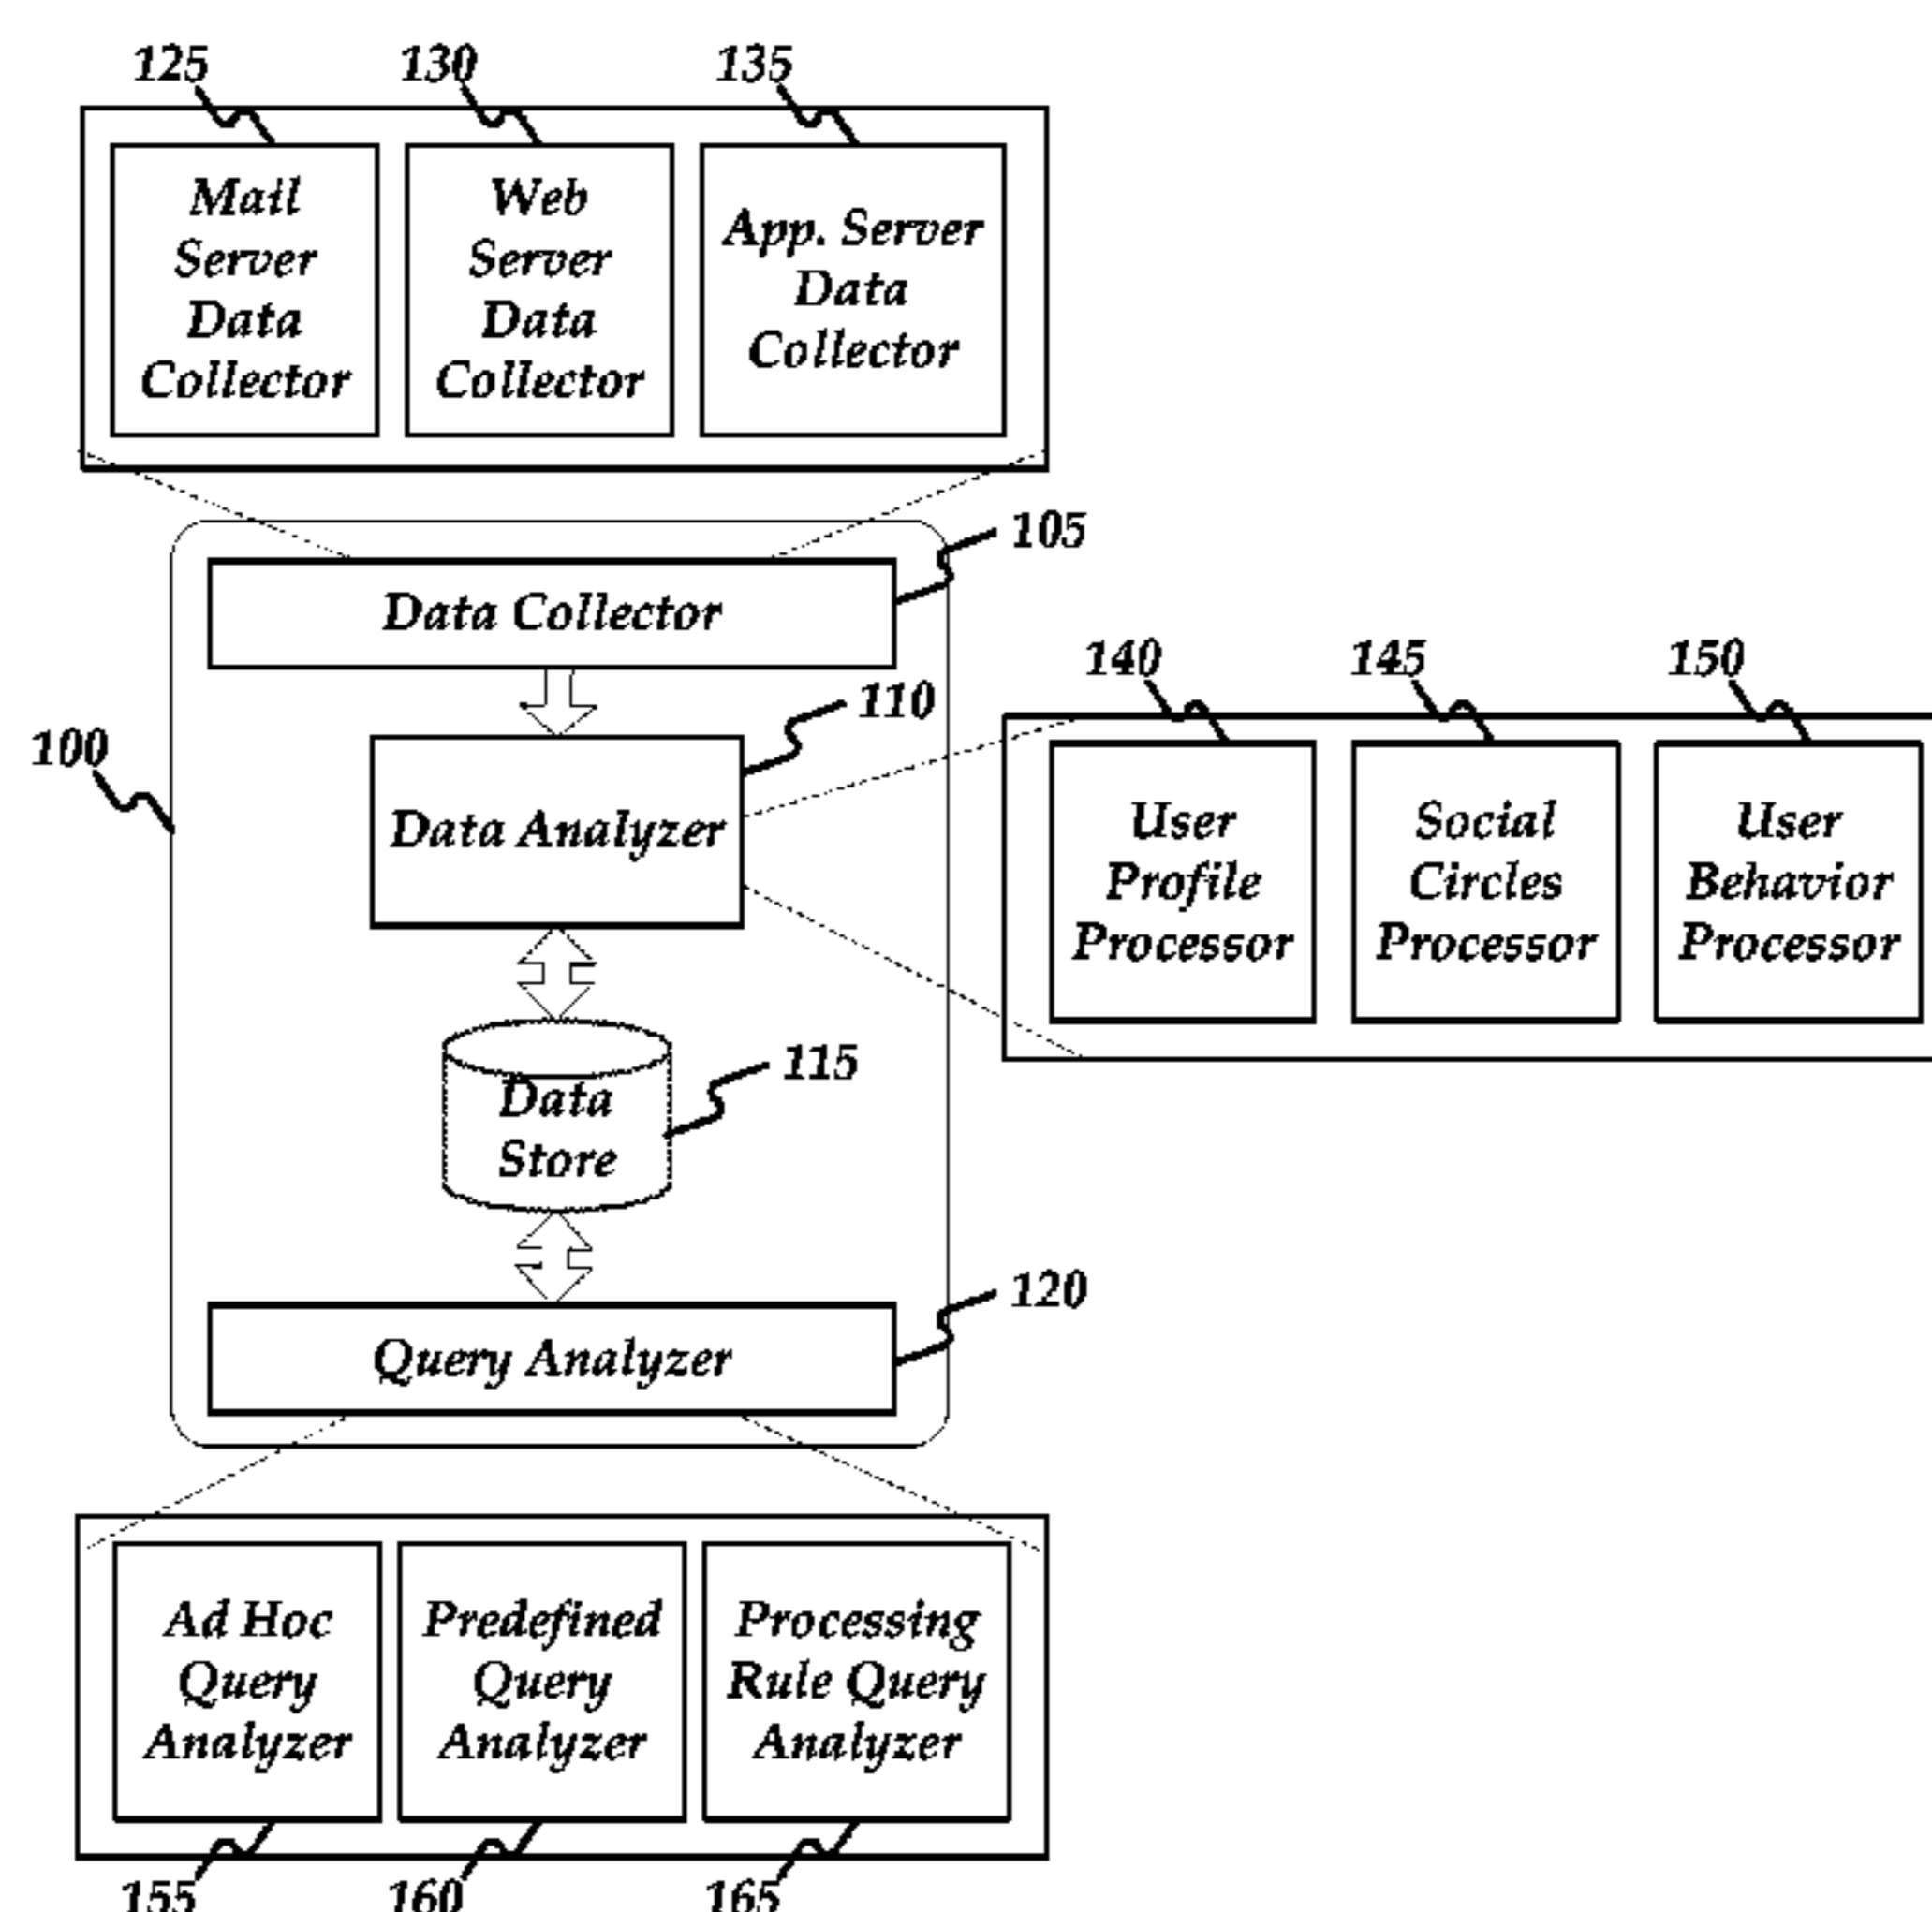 125 130 135
Mail
Server
Data
Collector
Web
Server
Data
Collector
App. Server
Data
Collector
105
Data Collector
110
100
Data Analyzer
140 145 150
User
Profile
Processor
Social
Circles
Processor
User
Behavior
Processor
115
Data
Store
120
Query Analyzer
Ad Hoc
Query
Analyzer
Predefined
Query
Analyzer
Processing
Rule Query
Analyzer
155 160 165